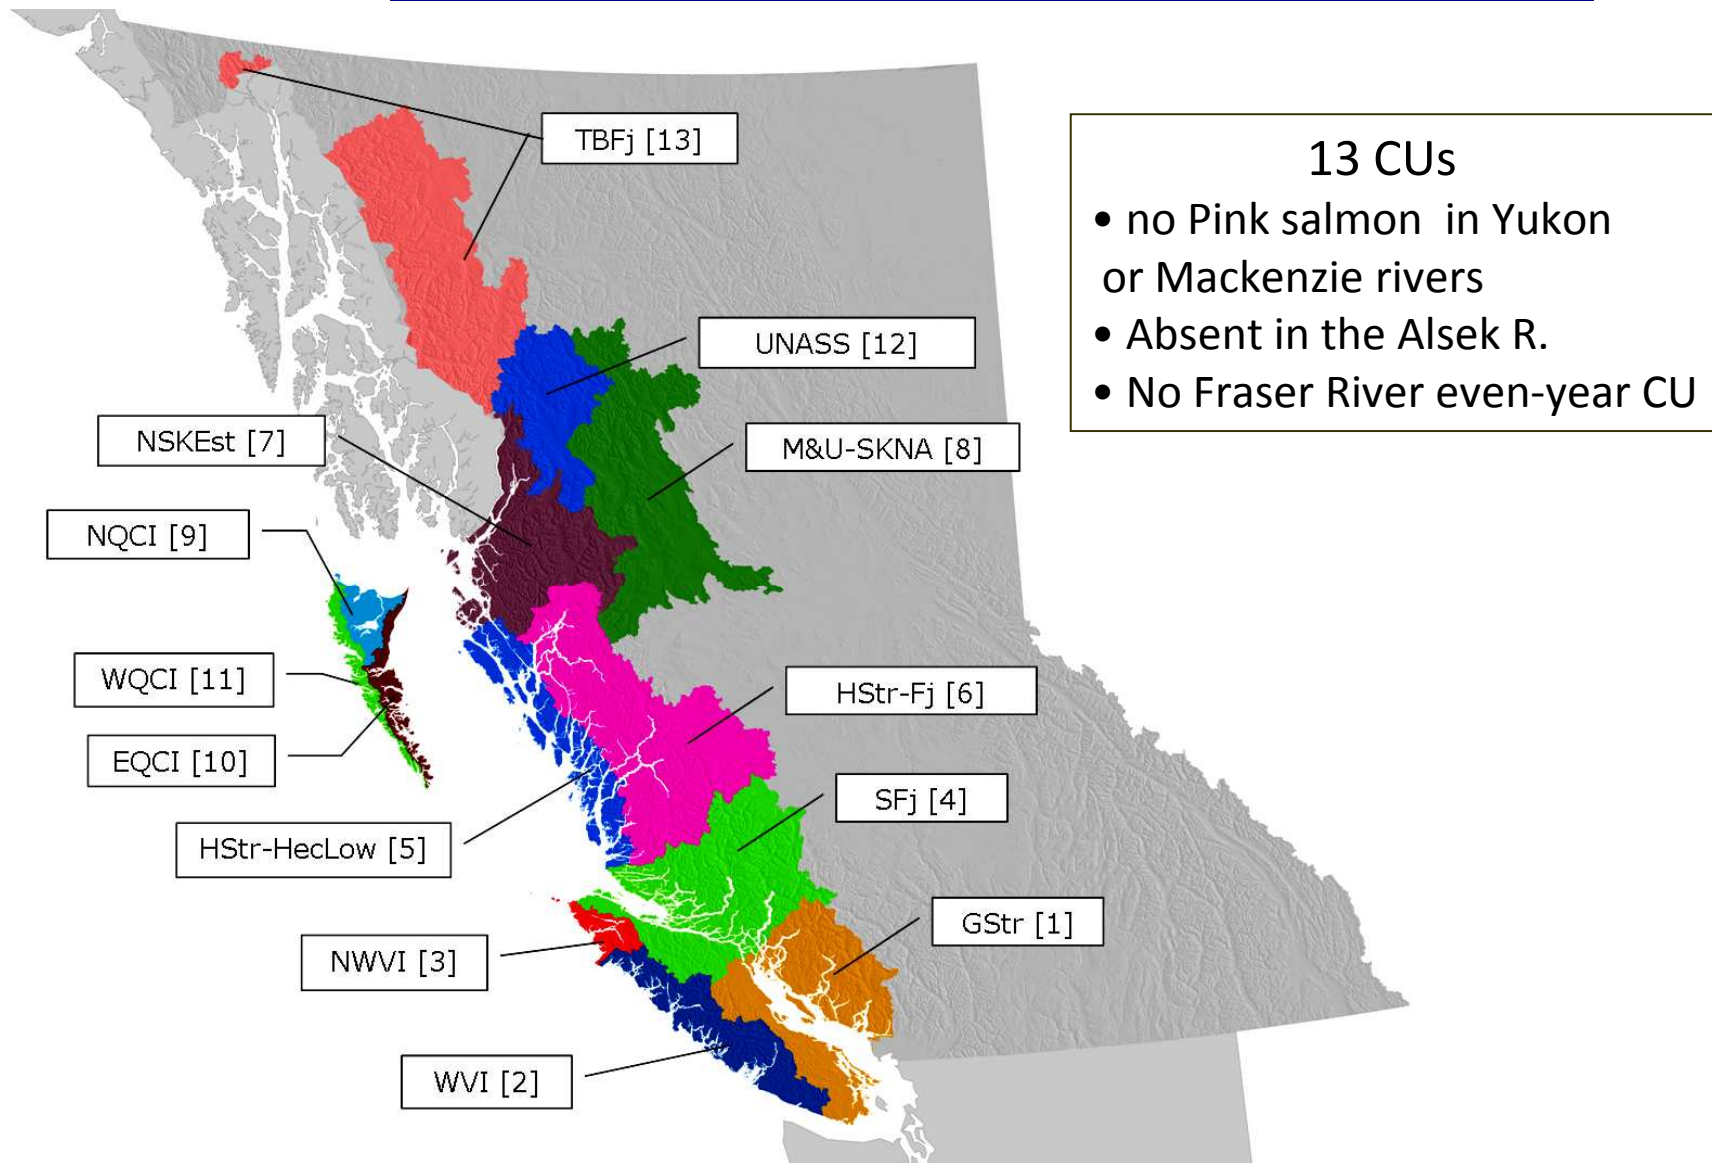 TBFj [13]
13 CUs
• no Pink salmon in Yukon
or Mackenzie rivers
• Absent in the Alsek R.
• No Fraser River even-year CU
UNASS [12]
NSKEst [7]
M&U-SKNA [8]
NQCI [9]
WQCI [11]
HStr-Fj [6]
EQCI [10]
SFj [4]
HStr-HecLow [5]
GStr [1]
NWVI [3]
WVI [2]